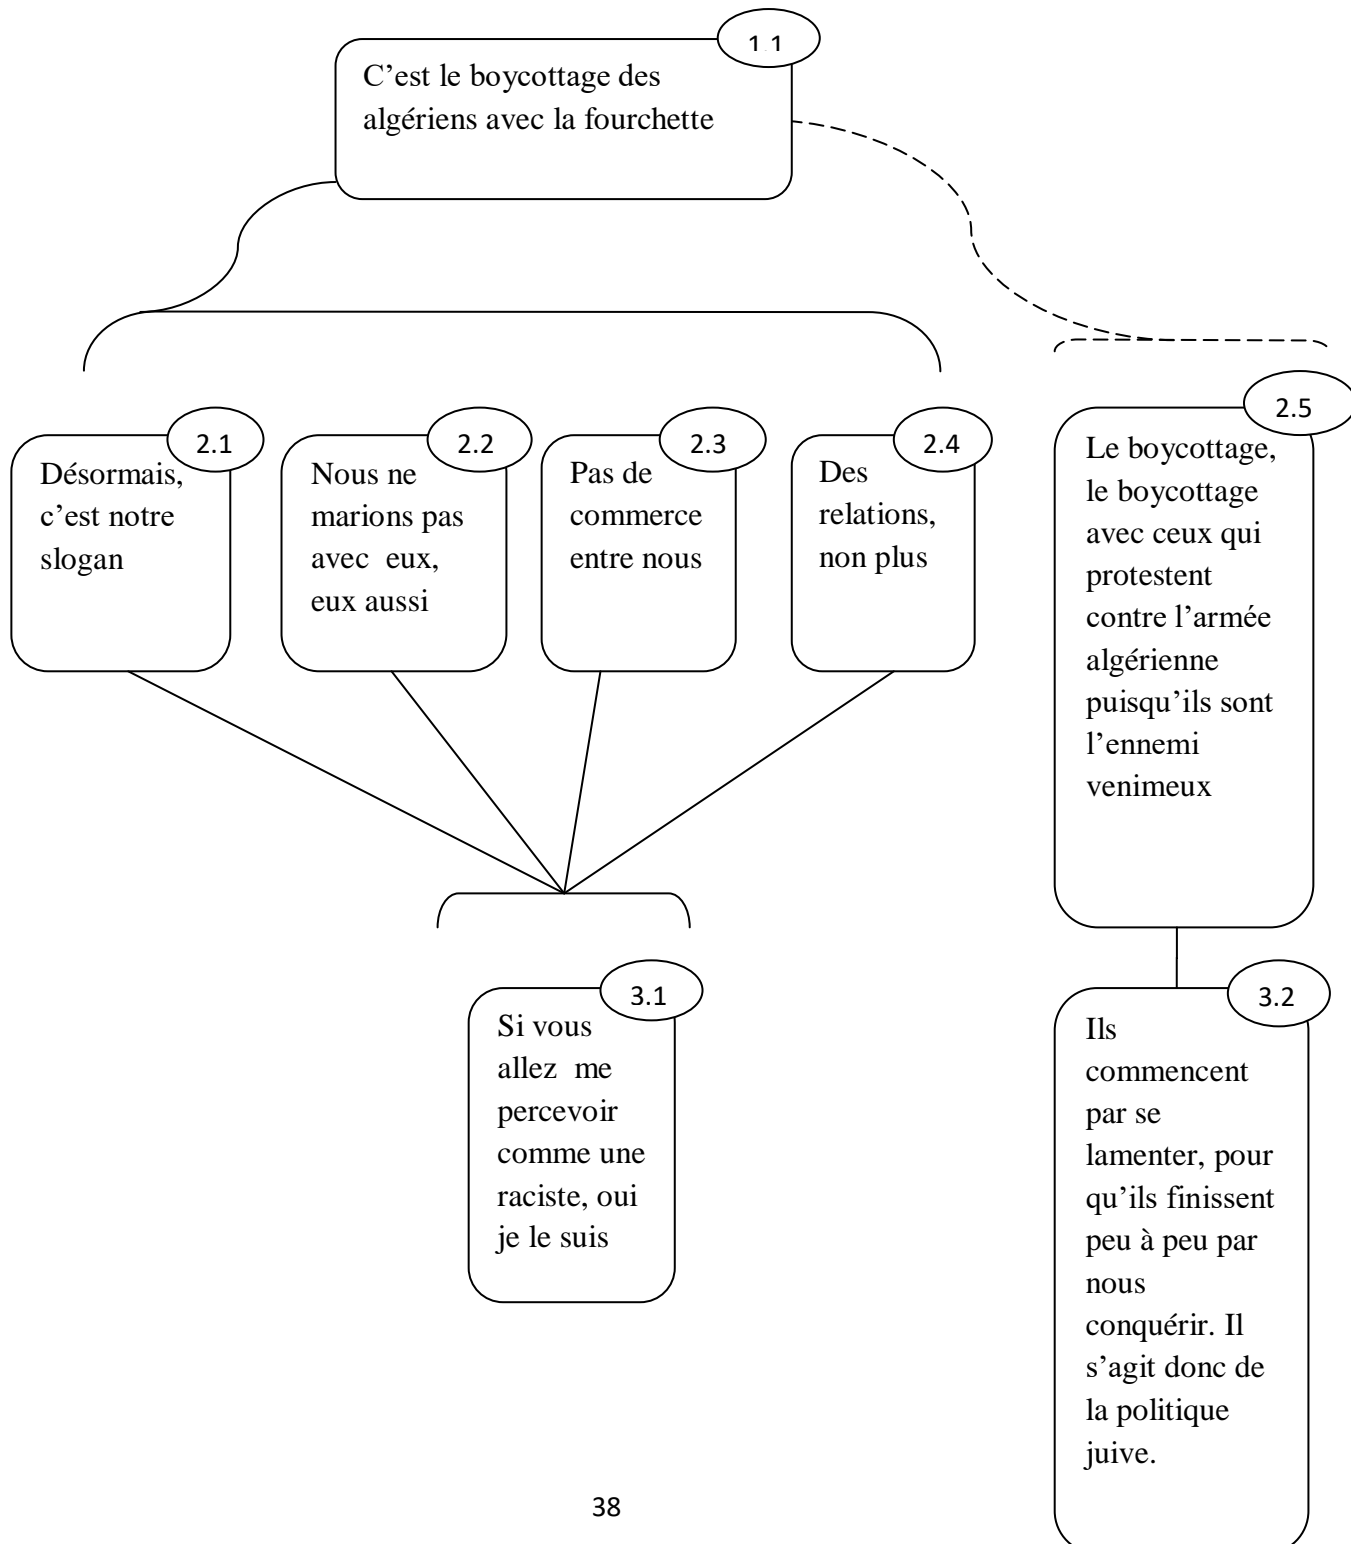 1.1
C’est le boycottage des
algériens avec la fourchette
2.1
Désormais,
c’est notre
slogan
2.2
Nous ne
marions pas
avec eux,
eux aussi
2.3
Pas de
commerce
entre nous
2.4
Des
relations,
non plus
2.5
Le boycottage,
le boycottage
avec ceux qui
protestent
contre l’armée
algérienne
puisqu’ils sont
l’ennemi
venimeux
3.1
Si vous
allez me
percevoir
comme une
raciste, oui
je le suis
3.2
Ils
commencent
par se
lamenter, pour
qu’ils finissent
peu à peu par
nous
conquérir. Il
s’agit donc de
la politique
juive.
38